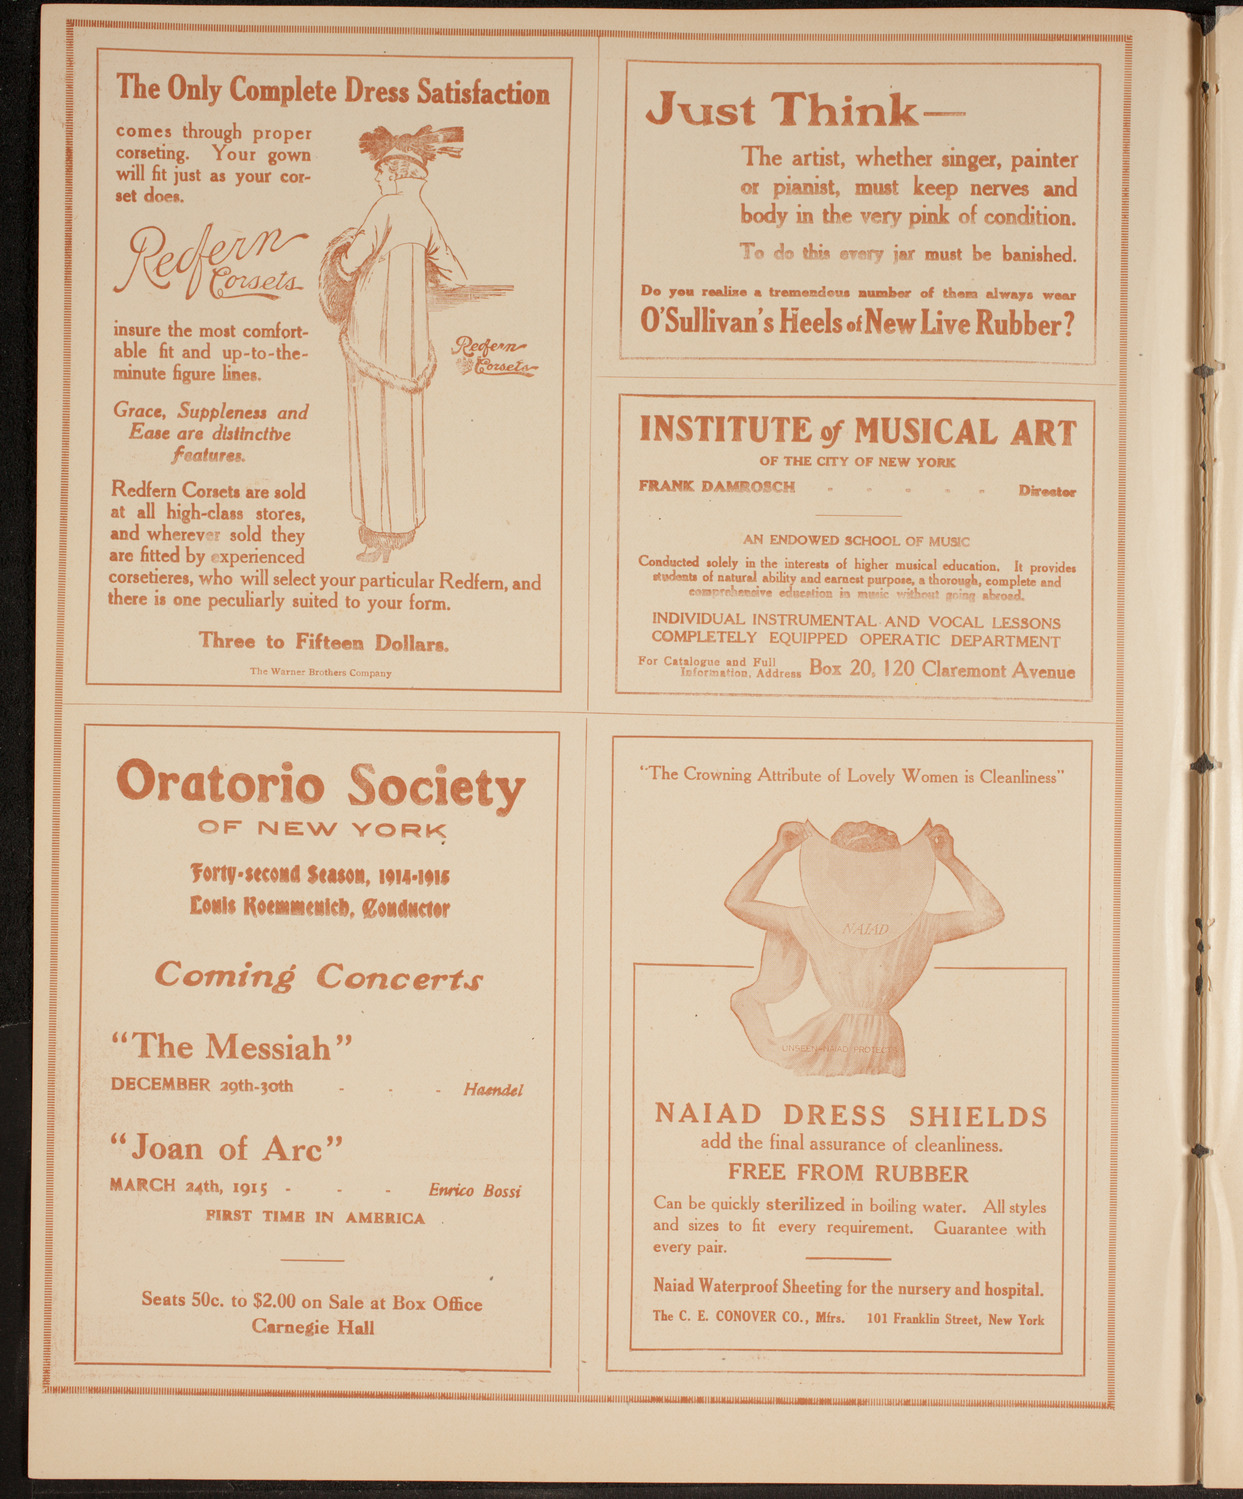 The Only Complete Dress Satisfaction
comes through proper
corseting. Your gown
will fit just as your cor-
set does.
Redfern
Corsets
insure the most comfort-
able fit and up-to-the-
minute figure lines.
Grace, Suppleness and
Ease are distinctive
features.
Redfern Corsets are sold
at all high-class stores,
and wherever sold they
are fitted by experienced
corsetieres, who will select your particular Redfern, and
there is one peculiarly suited to your form.
Three to Fifteen Dollars.
The Warner Brothers Company
Redfern
Corsets
Just Think—
The artist, whether singer, painter
or pianist, must keep nerves and
body in the very pink of condition.
To do this every jar must be banished.
Do you realize a tremendous number of them always wear
O'Sullivan's Heels of New Live Rubber?
INSTITUTE of MUSICAL ART
OF THE CITY OF NEW YORK
FRANK DAMROSCH - - - - - Director
AN ENDOWED SCHOOL OF MUSIC
Conducted solely in the interests of higher musical education. It provides
students of natural ability and earnest purpose, a thorough, complete and
comprehensive education in music without going abroad.
INDIVIDUAL INSTRUMENTAL AND VOCAL LESSONS
COMPLETELY EQUIPPED OPERATIC DEPARTMENT
For Catalogue and Full
Information, Address Box 20, 120 Claremont Avenue
Oratorio Society
OF NEW YORK
Forty-second Season, 1914-1915
Louis Koemmenich, Conductor
Coming Concerts
"The Messiah"
DECEMBER 29th-30th - - - Haendel
"Joan of Arc"
MARCH 24th, 1915 - - - Enrico Bossi
FIRST TIME IN AMERICA
Seats 50c. to $2.00 on Sale at Box Office
Carnegie Hall
"The Crowning Attribute of Lovely Women is Cleanliness"
NAIAD
UNSEEN NAIAD PROTECTS
NAIAD DRESS SHIELDS
add the final assurance of cleanliness.
FREE FROM RUBBER
Can be quickly sterilized in boiling water. All styles
and sizes to fit every requirement. Guarantee with
every pair.
Naiad Waterproof Sheeting for the nursery and hospital.
The C. E. CONOVER CO., Mfrs. 101 Franklin Street, New York